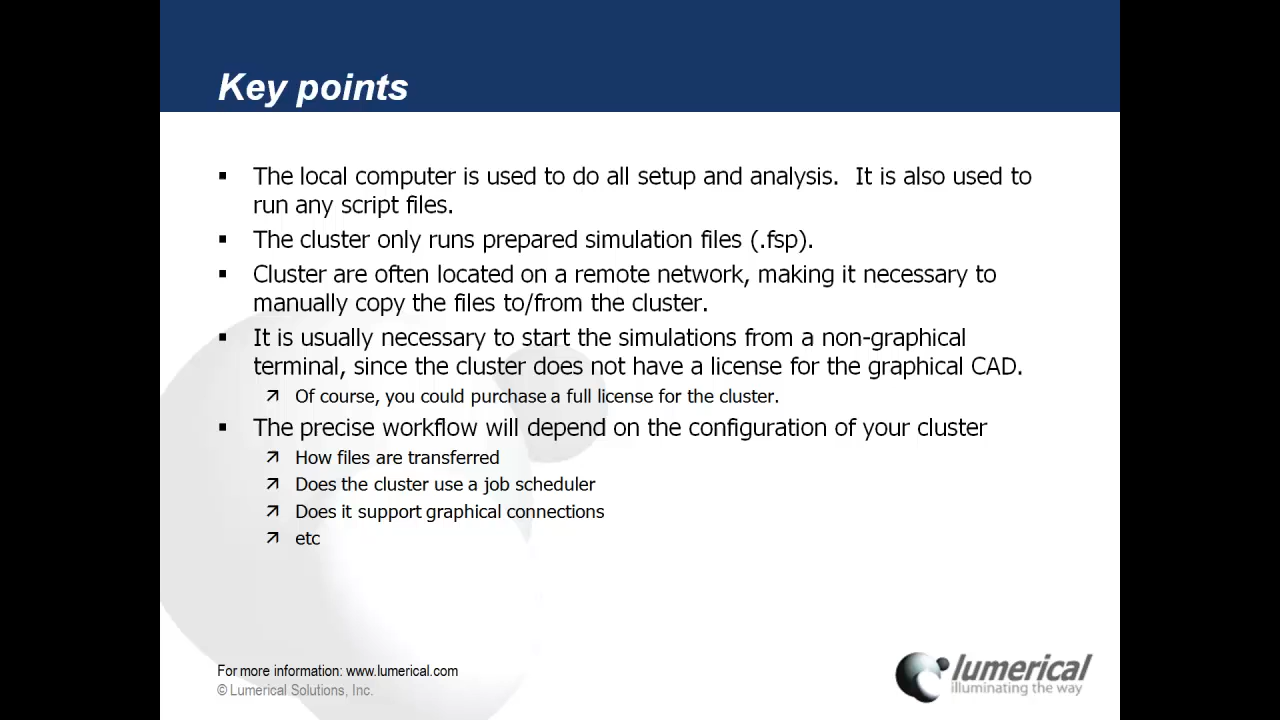 Key points
▪ The local computer is used to do all setup and analysis.  It is also used to
run any script files.
▪ The cluster only runs prepared simulation files (.fsp).
▪ Cluster are often located on a remote network, making it necessary to
manually copy the files to/from the cluster.
▪ It is usually necessary to start the simulations from a non-graphical
terminal, since the cluster does not have a license for the graphical CAD.
↗ Of course, you could purchase a full license for the cluster.
▪ The precise workflow will depend on the configuration of your cluster
↗ How files are transferred
↗ Does the cluster use a job scheduler
↗ Does it support graphical connections
↗ etc
For more information: www.lumerical.com
© Lumerical Solutions, Inc.
lumerical
illuminating the way